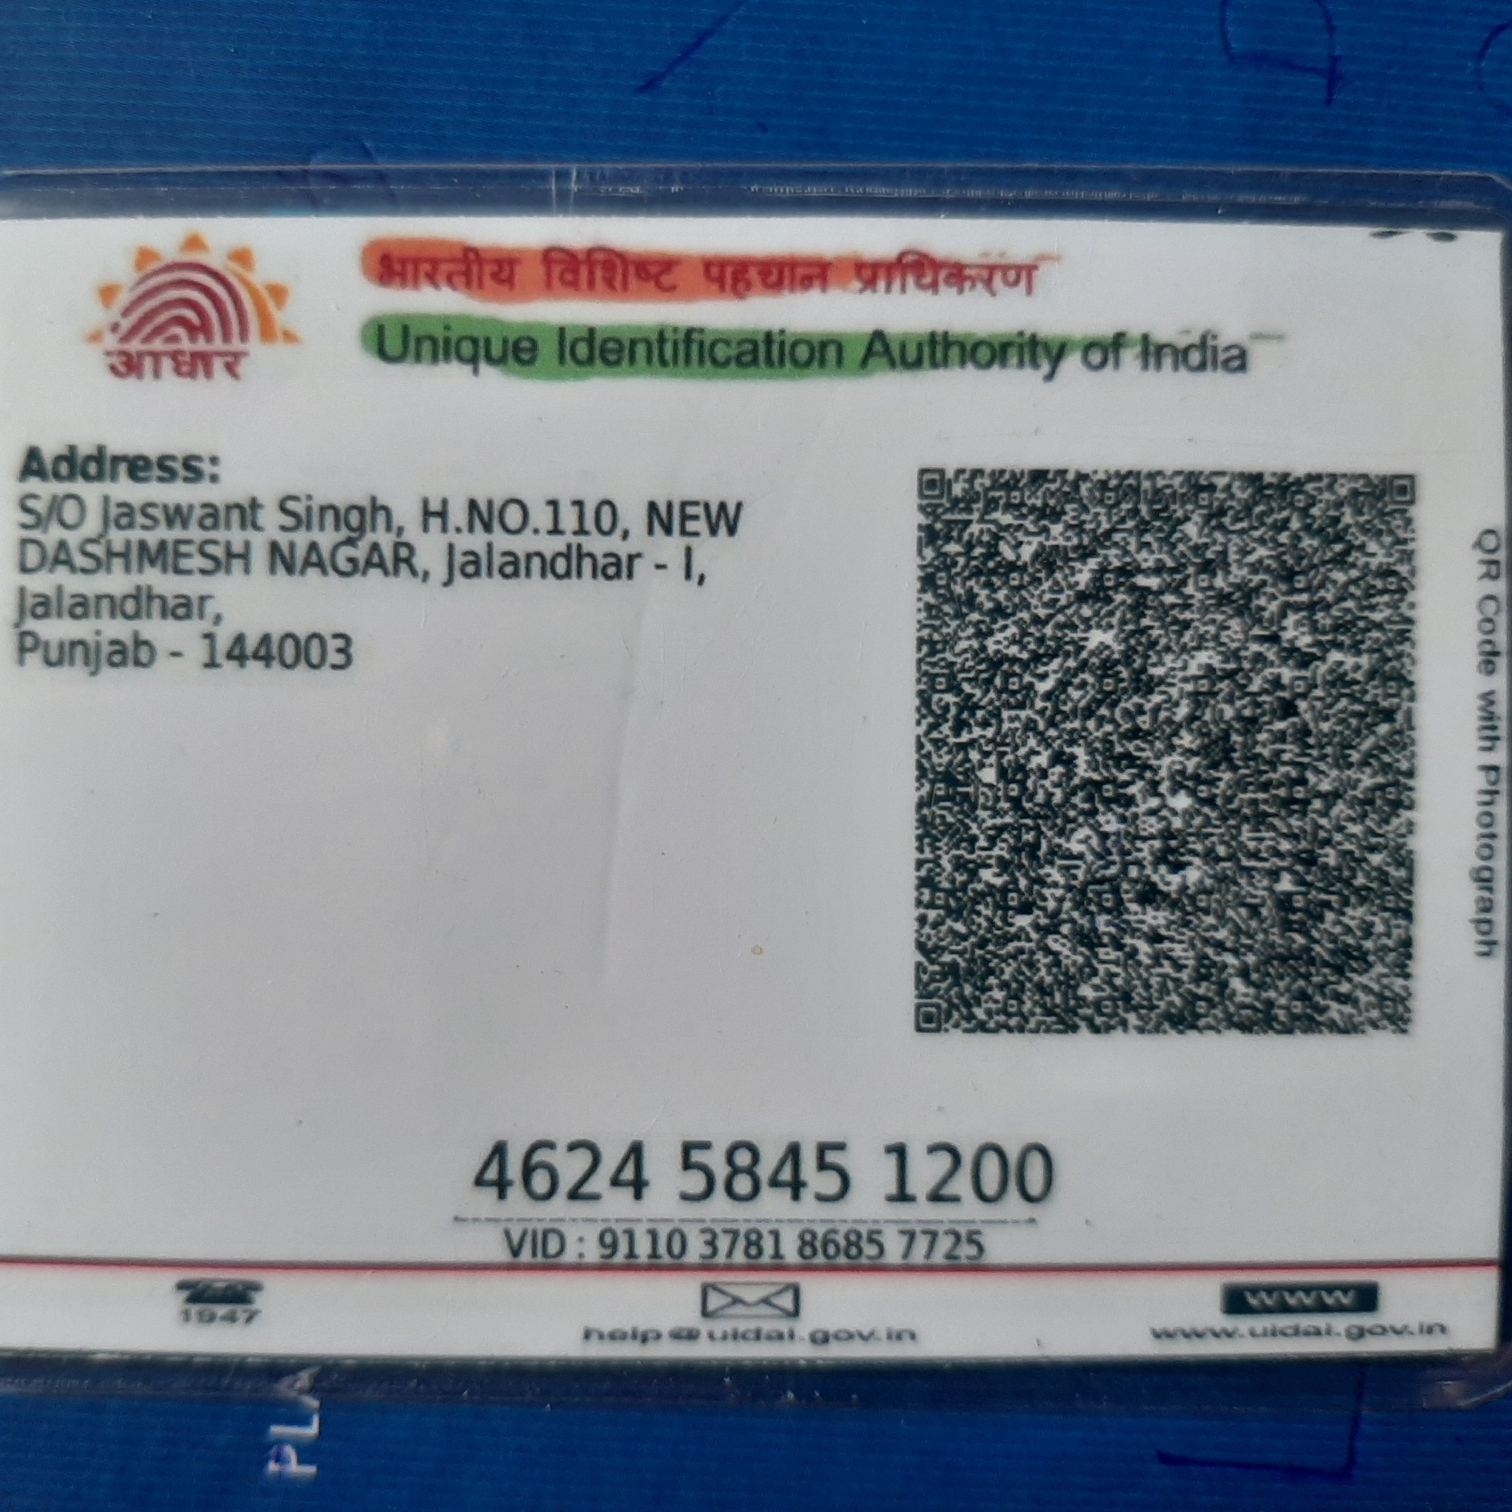 भारतीय विशिष्ट पहचान प्राधिकरण
आधार
Unique Identification Authority of India
Address:
S/O Jaswant Singh, H.NO.110, NEW
DASHMESH NAGAR, Jalandhar - I,
Jalandhar,
Punjab - 144003
QR Code with Photograph
4624 5845 1200
VID : 9110 3781 8685 7725
1947
help@uidai.gov.in
www
www.uidai.gov.in
PLA